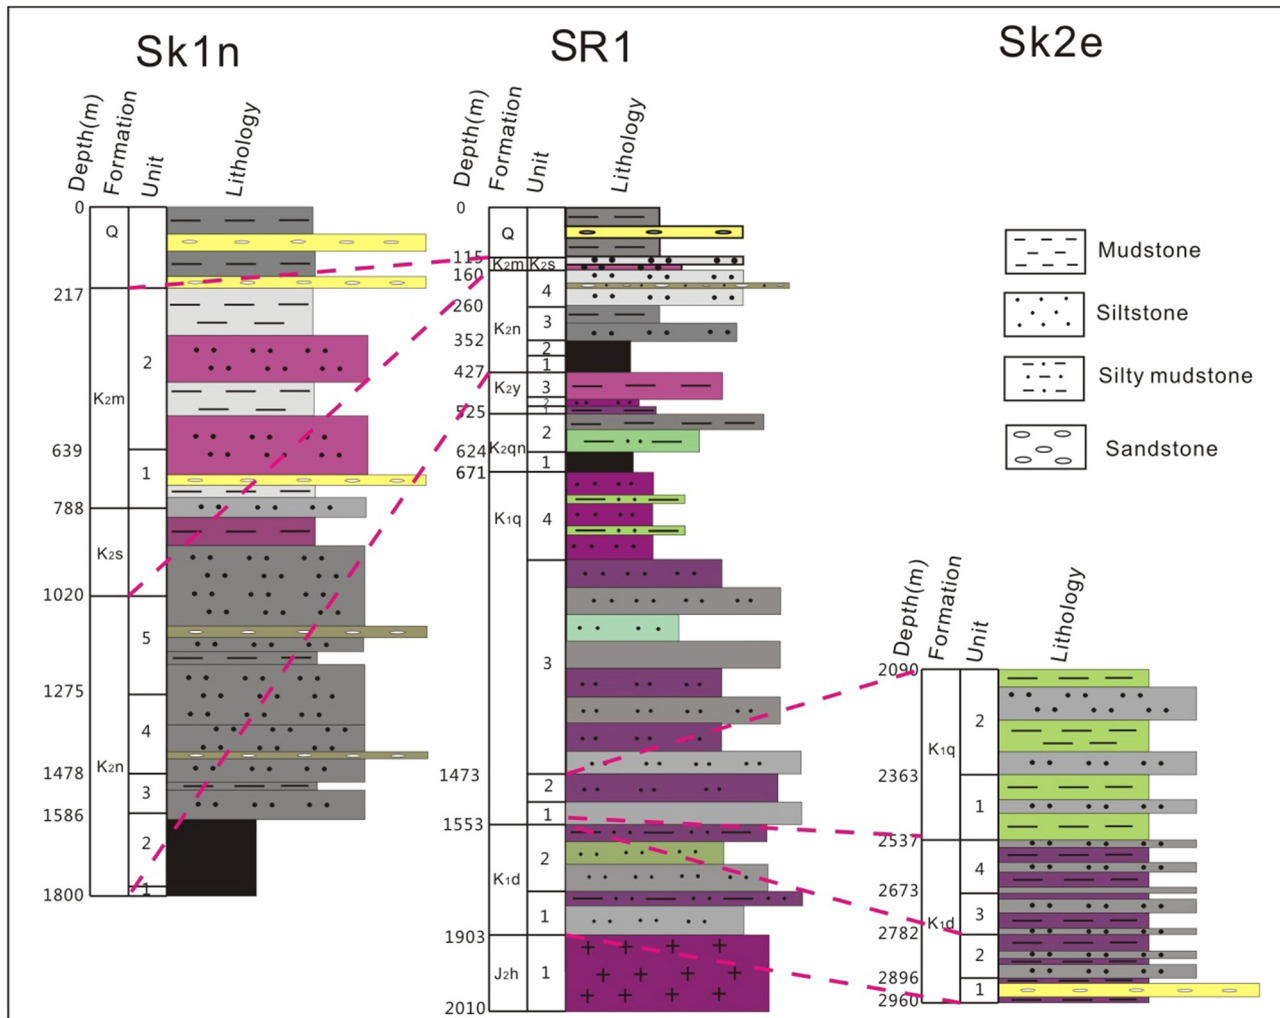 Sk1n
SR1
Sk2e
Depth(m)
Formation
Unit
Lithology
0
Q
217
K2m
2
639
1
788
K2s
1020
5
1275
4
K2n
1478
3
1586
2
1
1800
Depth(m)
Formation
Unit
Lithology
0
Q
115
K2m K2s
160
4
260
K2n
3
352
2
1
427
K2y
3
2
1
525
2
K2qn
624
1
671
K1q
4
3
1473
2
1
1553
2
K1d
1
1903
J2h
1
2010
Mudstone
Siltstone
Silty mudstone
Sandstone
Depth(m)
Formation
Unit
Lithology
2090
2
K1q
2363
1
2537
4
2673
K1d
3
2782
2
2896
1
2960